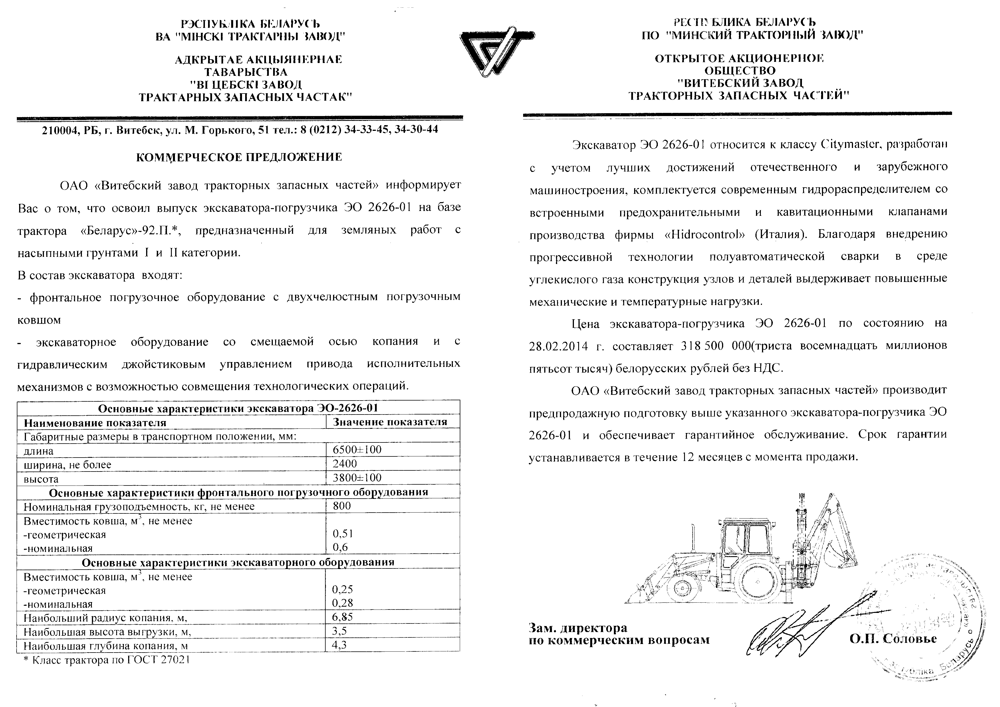 РЭСПУБЛІКА БЕЛАРУСЬ
ВА "МІНСКІ ТРАКТАРНЫ ЗАВОД"
АДКРЫТАЕ АКЦЫЯНЕРНАЕ
ТАВАРЫСТВА
"ВІЦЕБСКІ ЗАВОД
ТРАКТАРНЫХ ЗАПАСНЫХ ЧАСТАК"
210004, РБ, г. Витебск, ул. М. Горького, 51 тел.: 8 (0212) 34-33-45, 34-30-44
КОММЕРЧЕСКОЕ ПРЕДЛОЖЕНИЕ
ОАО «Витебский завод тракторных запасных частей» информирует
Вас о том, что освоил выпуск экскаватора-погрузчика ЭО 2626-01 на базе
трактора «Беларус»-92.П.*, предназначенный для земляных работ с
насыпными грунтами I и II категории.
В состав экскаватора входят:
- фронтальное погрузочное оборудование с двухчелюстным погрузочным
ковшом
- экскаваторное оборудование со смещаемой осью копания и с
гидравлическим джойстиковым управлением привода исполнительных
механизмов с возможностью совмещения технологических операций.
Основные характеристики экскаватора ЭО-2626-01
Наименование показателя Значение показателя
Габаритные размеры в транспортном положении, мм:
длина 6500±100
ширина, не более 2400
высота 3800±100
Основные характеристики фронтального погрузочного оборудования
Номинальная грузоподъемность, кг, не менее 800
Вместимость ковша, м³, не менее
-геометрическая 0,51
-номинальная 0,6
Основные характеристики экскаваторного оборудования
Вместимость ковша, м³, не менее
-геометрическая 0,25
-номинальная 0,28
Наибольший радиус копания, м, 6,85
Наибольшая высота выгрузки, м, 3,5
Наибольшая глубина копания, м 4,3
* Класс трактора по ГОСТ 27021
РЕСПУБЛИКА БЕЛАРУСЬ
ПО "МИНСКИЙ ТРАКТОРНЫЙ ЗАВОД"
ОТКРЫТОЕ АКЦИОНЕРНОЕ
ОБЩЕСТВО
"ВИТЕБСКИЙ ЗАВОД
ТРАКТОРНЫХ ЗАПАСНЫХ ЧАСТЕЙ"
Экскаватор ЭО 2626-01 относится к классу Citymaster, разработан
с учетом лучших достижений отечественного и зарубежного
машиностроения, комплектуется современным гидрораспределителем со
встроенными предохранительными и кавитационными клапанами
производства фирмы «Hidrocontrol» (Италия). Благодаря внедрению
прогрессивной технологии полуавтоматической сварки в среде
углекислого газа конструкция узлов и деталей выдерживает повышенные
механические и температурные нагрузки.
Цена экскаватора-погрузчика ЭО 2626-01 по состоянию на
28.02.2014 г. составляет 318 500 000(триста восемнадцать миллионов
пятьсот тысяч) белорусских рублей без НДС.
ОАО «Витебский завод тракторных запасных частей» производит
предпродажную подготовку выше указанного экскаватора-погрузчика ЭО
2626-01 и обеспечивает гарантийное обслуживание. Срок гарантии
устанавливается в течение 12 месяцев с момента продажи.
Зам. директора
по коммерческим вопросам
О.П. Соловье
Беларусь